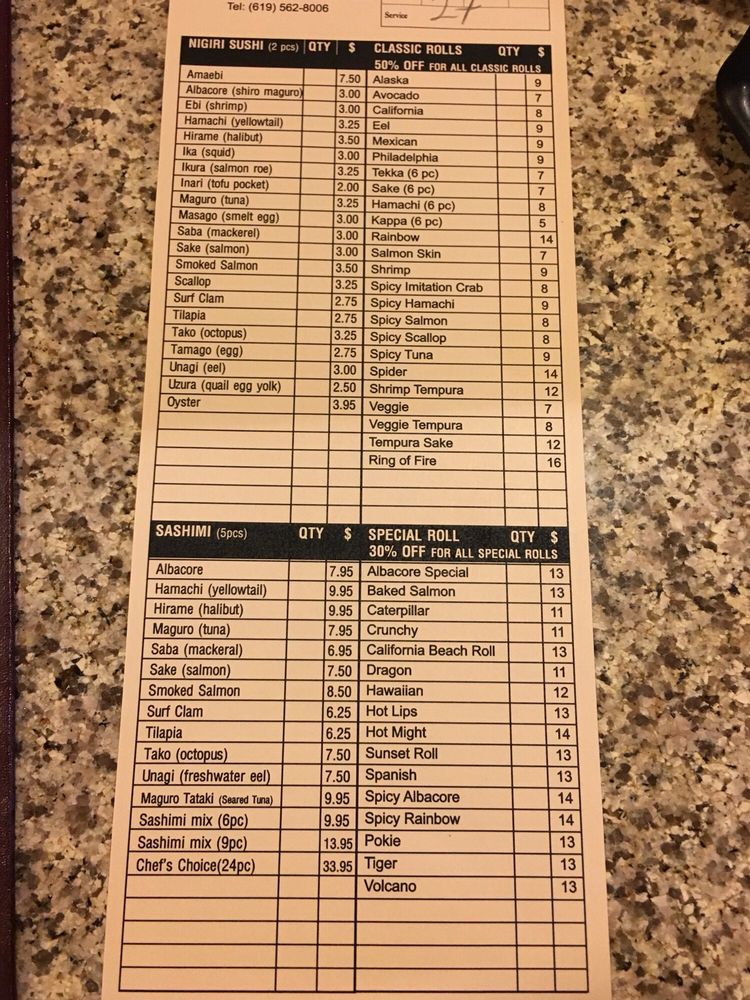 Tel: (619) 562-8006
Service
NIGIRI SUSHI (2 pcs) QTY $
Amaebi 7.50
Albacore (shiro maguro) 3.00
Ebi (shrimp) 3.00
Hamachi (yellowtail) 3.25
Hirame (halibut) 3.50
Ika (squid) 3.00
Ikura (salmon roe) 3.25
Inari (tofu pocket) 2.00
Maguro (tuna) 3.25
Masago (smelt egg) 3.00
Saba (mackerel) 3.00
Sake (salmon) 3.00
Smoked Salmon 3.50
Scallop 3.25
Surf Clam 2.75
Tilapia 2.75
Tako (octopus) 3.25
Tamago (egg) 2.75
Unagi (eel) 3.00
Uzura (quail egg yolk) 2.50
Oyster 3.95
CLASSIC ROLLS QTY $
50% OFF FOR ALL CLASSIC ROLLS
Alaska 9
Avocado 7
California 8
Eel 9
Mexican 9
Philadelphia 9
Tekka (6 pc) 7
Sake (6 pc) 7
Hamachi (6 pc) 8
Kappa (6 pc) 5
Rainbow 14
Salmon Skin 7
Shrimp 9
Spicy Imitation Crab 8
Spicy Hamachi 9
Spicy Salmon 8
Spicy Scallop 8
Spicy Tuna 9
Spider 14
Shrimp Tempura 12
Veggie 7
Veggie Tempura 8
Tempura Sake 12
Ring of Fire 16
SASHIMI (5pcs) QTY $
Albacore 7.95
Hamachi (yellowtail) 9.95
Hirame (halibut) 9.95
Maguro (tuna) 7.95
Saba (mackeral) 6.95
Sake (salmon) 7.50
Smoked Salmon 8.50
Surf Clam 6.25
Tilapia 6.25
Tako (octopus) 7.50
Unagi (freshwater eel) 7.50
Maguro Tataki (Seared Tuna) 9.95
Sashimi mix (6pc) 9.95
Sashimi mix (9pc) 13.95
Chef's Choice(24pc) 33.95
SPECIAL ROLL QTY $
30% OFF FOR ALL SPECIAL ROLLS
Albacore Special 13
Baked Salmon 13
Caterpillar 11
Crunchy 11
California Beach Roll 13
Dragon 11
Hawaiian 12
Hot Lips 13
Hot Might 14
Sunset Roll 13
Spanish 13
Spicy Albacore 14
Spicy Rainbow 14
Pokie 13
Tiger 13
Volcano 13